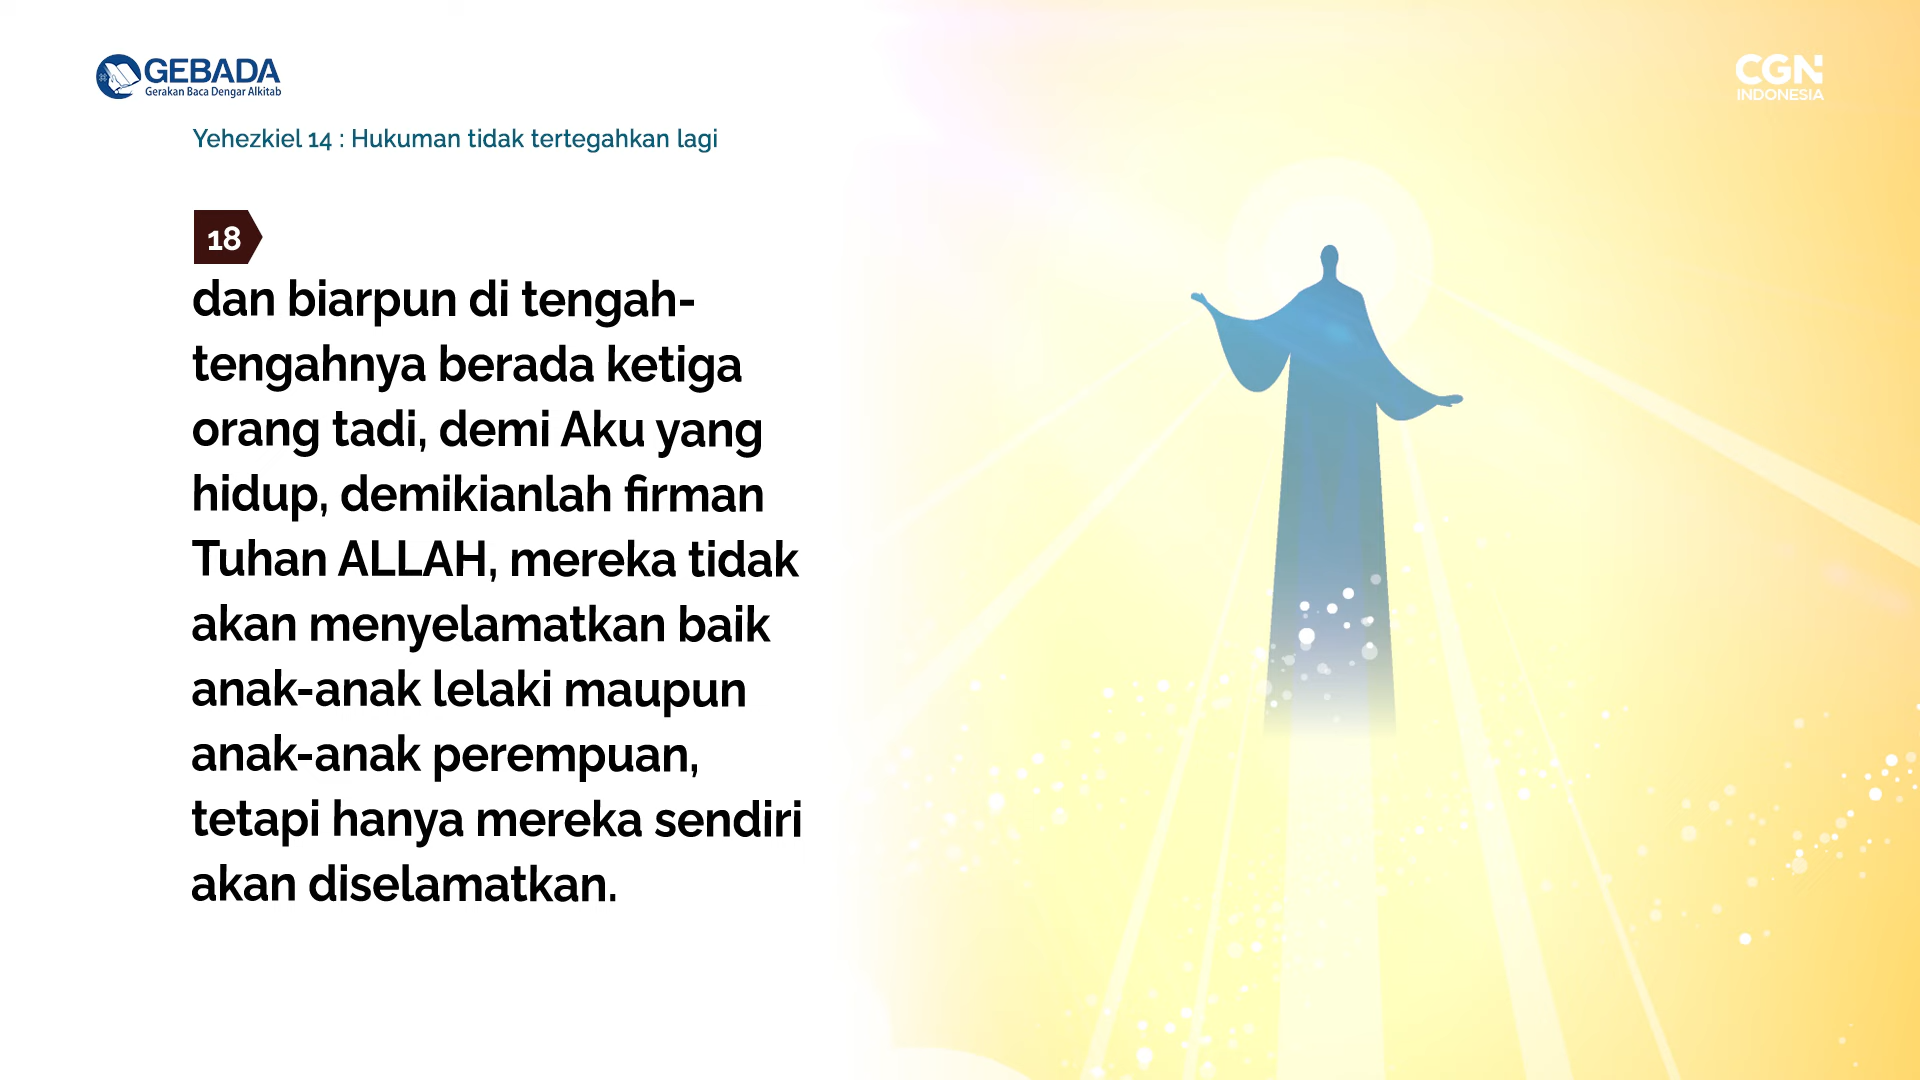 GEBADA
Gerakan Baca Dengar Alkitab
CGN
INDONESIA
Yehezkiel 14 : Hukuman tidak tertegahkan lagi
18
dan biarpun di tengah-
tengahnya berada ketiga
orang tadi, demi Aku yang
hidup, demikianlah firman
Tuhan ALLAH, mereka tidak
akan menyelamatkan baik
anak-anak lelaki maupun
anak-anak perempuan,
tetapi hanya mereka sendiri
akan diselamatkan.